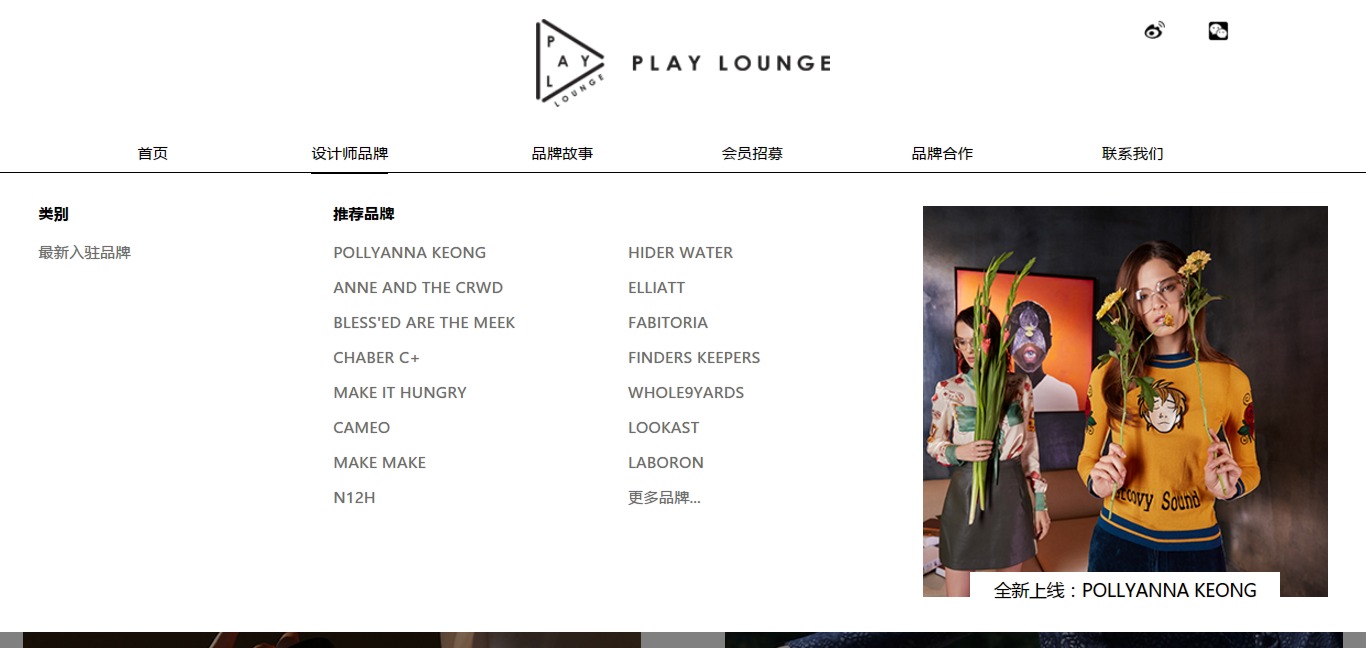 PLAY LOUNGE
PLAY LOUNGE
首页
设计师品牌
品牌故事
会员招募
品牌合作
联系我们
类别
最新入驻品牌
推荐品牌
POLLYANNA KEONG
ANNE AND THE CRWD
BLESS'ED ARE THE MEEK
CHABER C+
MAKE IT HUNGRY
CAMEO
MAKE MAKE
N12H
HIDER WATER
ELLIATT
FABITORIA
FINDERS KEEPERS
WHOLE9YARDS
LOOKAST
LABORON
更多品牌...
Groovy Sound
全新上线：POLLYANNA KEONG